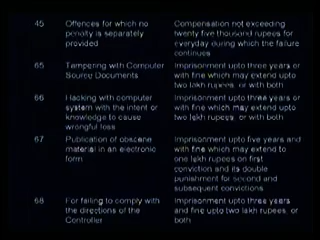 45 Offences for which no Compensation not exceeding
penalty is separately twenty five thousand rupees for
provided everyday during which the failure
continues
65 Tampering with Computer Imprisonment upto three years or
Source Documents with fine which may extend upto
two lakh rupees, or with both
66 Hacking with computer Imprisonment upto three years or
system with the intent or with fine which may extend upto
knowledge to cause two lakh rupees, or with both
wrongful loss
67 Publication of obscene Imprisonment upto five years and
material in an electronic with fine which may extend to
form one lakh rupees on first
conviction and its double
punishment for second and
subsequent convictions
68 For failing to comply with Imprisonment upto three years
the directions of the and fine upto two lakh rupees, or
Controller both